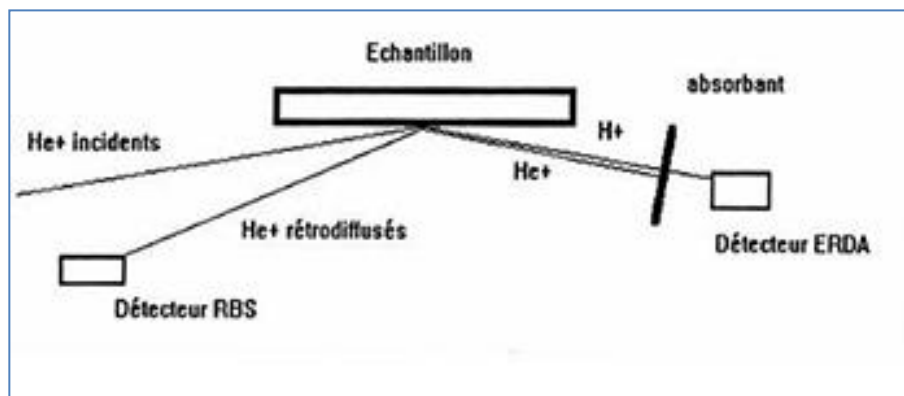 Echantillon
absorbant
He+ incidents
H+
He+
He+ rétrodiffusés
Détecteur ERDA
Détecteur RBS